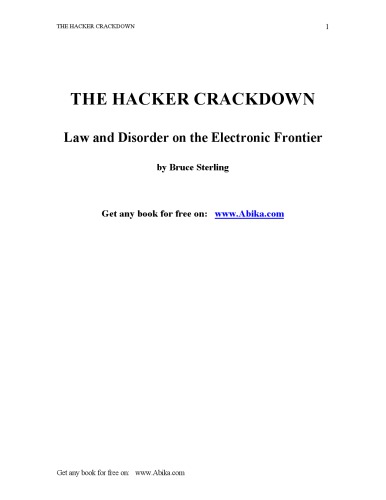 THE HACKER CRACKDOWN 1
THE HACKER CRACKDOWN
Law and Disorder on the Electronic Frontier
by Bruce Sterling
Get any book for free on: www.Abika.com
Get any book for free on: www.Abika.com